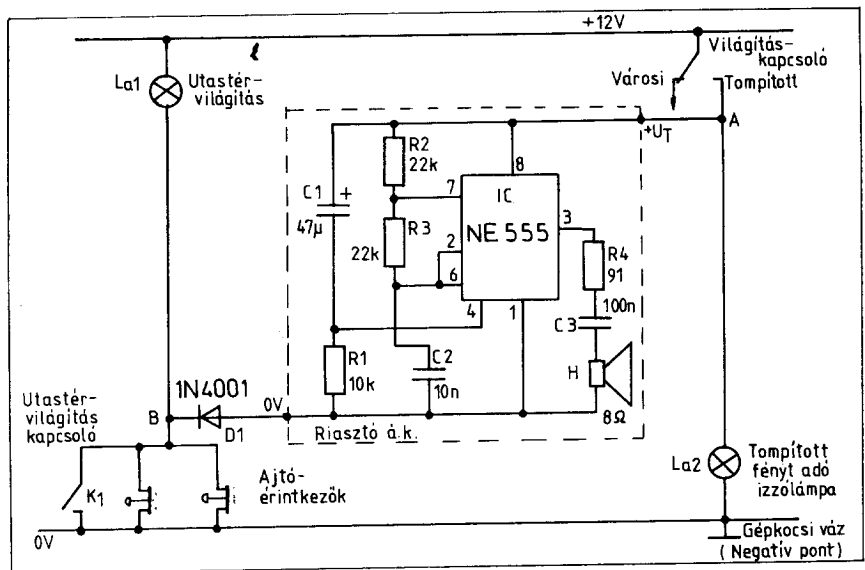 +12V
La1
Utastér-
világítás
Világítás-
kapcsoló
Városi
Tompított
+U_T
A
R2
22k
8
C1
+
47µ
7
IC
NE 555
3
R3
22k
2
6
R4
91
4
1
100n
C3
R1
10k
C2
10n
H
8Ω
Utastér-
világítás
kapcsoló
1N4001
B
D1
0V
Riasztó á.k.
K1
Ajtó-
érintkezők
La2
Tompított
fényt adó
izzólámpa
0V
Gépkocsi váz
(Negatív pont)